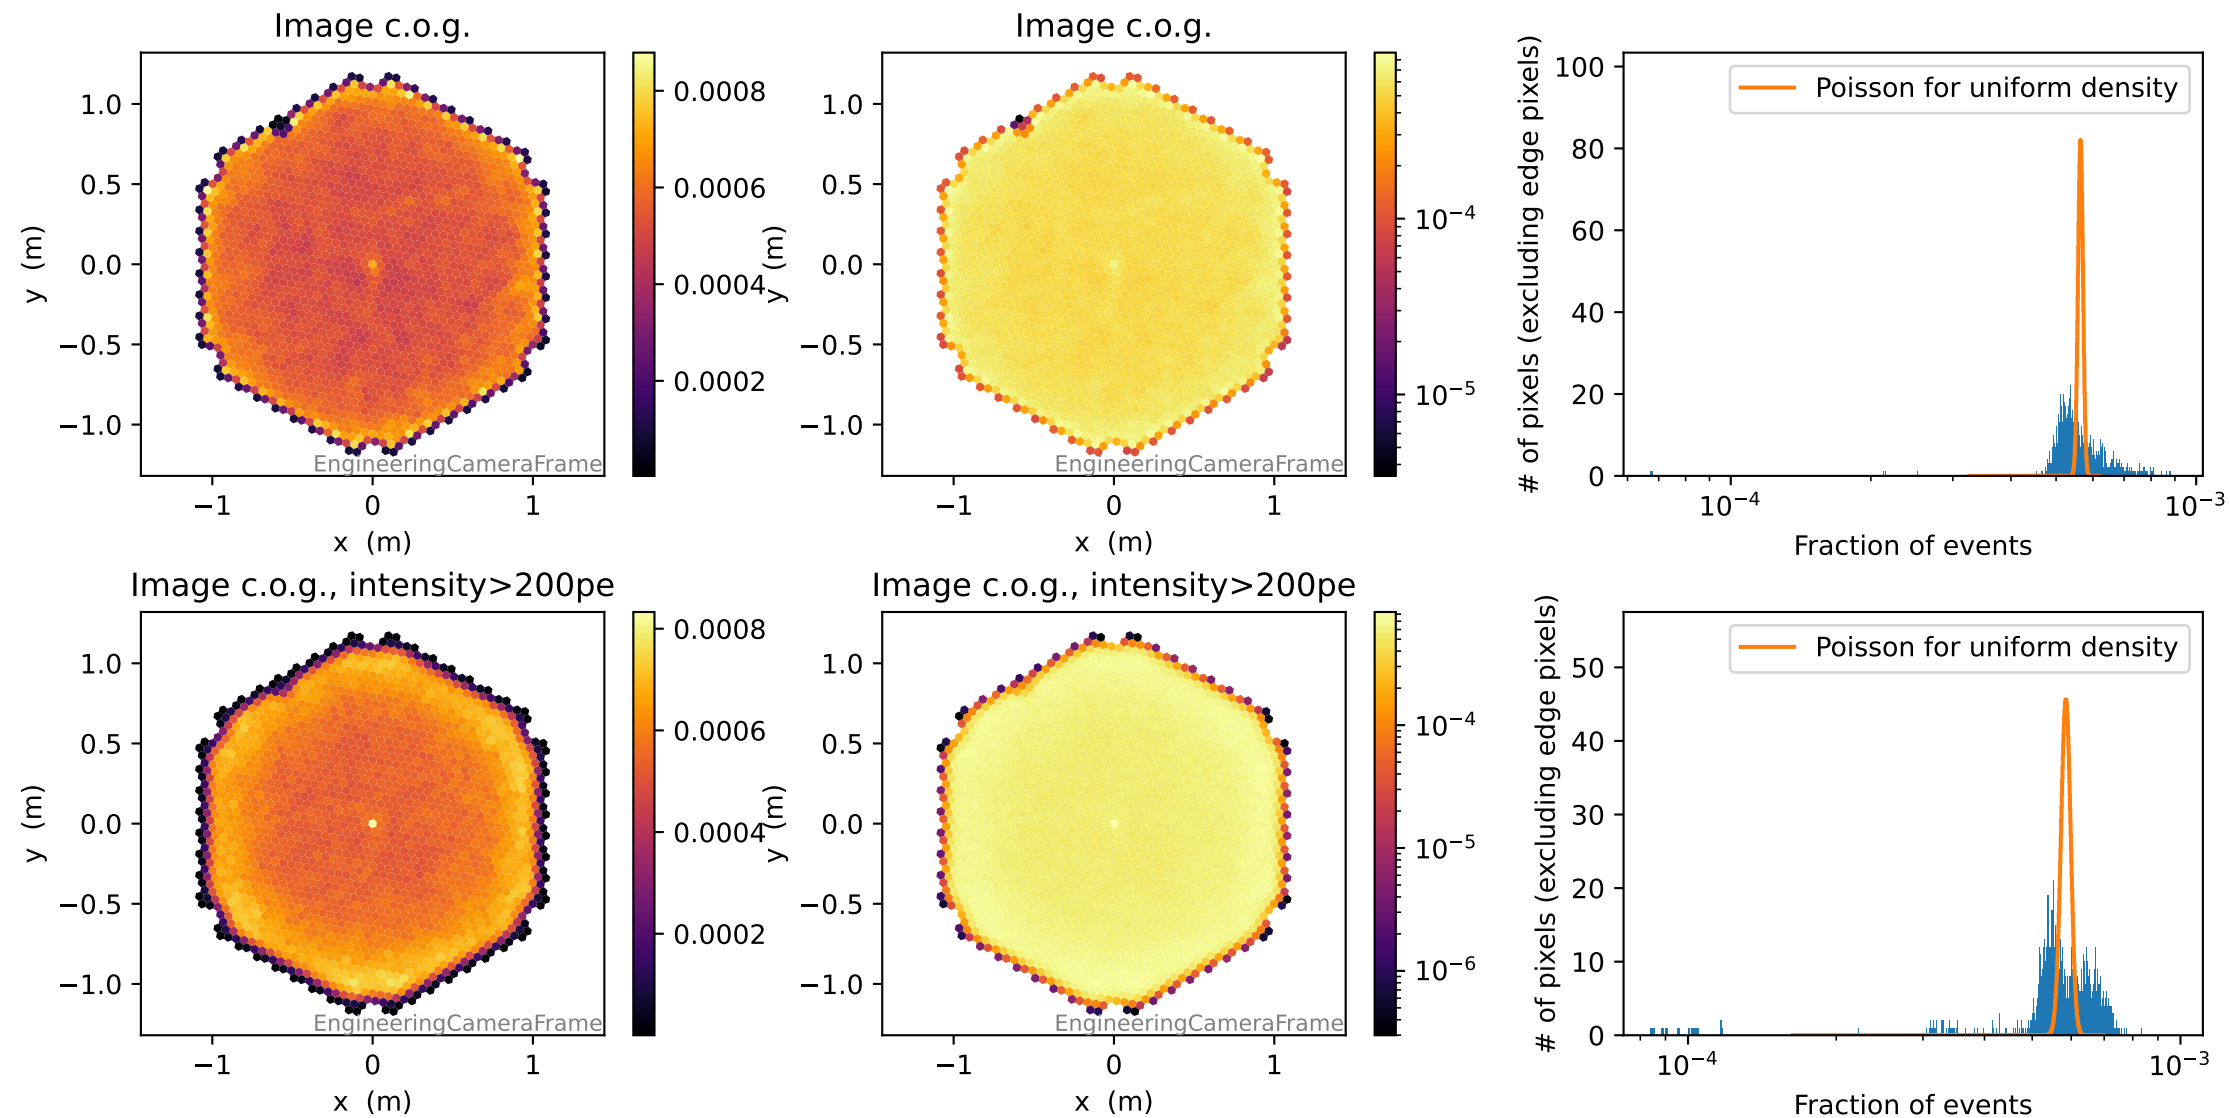 Image c.o.g.
1.0
0.5
0.0
−0.5
−1.0
y (m)
−1
0
1
x (m)
EngineeringCameraFrame
0.0008
0.0006
0.0004
0.0002
Image c.o.g.
1.0
0.5
0.0
−0.5
−1.0
y (m)
−1
0
1
x (m)
EngineeringCameraFrame
10⁻⁴
10⁻⁵
# of pixels (excluding edge pixels)
100
80
60
40
20
0
Poisson for uniform density
10⁻⁴
10⁻³
Fraction of events
Image c.o.g., intensity>200pe
1.0
0.5
0.0
−0.5
−1.0
y (m)
−1
0
1
x (m)
EngineeringCameraFrame
0.0008
0.0006
0.0004
0.0002
Image c.o.g., intensity>200pe
1.0
0.5
0.0
−0.5
−1.0
y (m)
−1
0
1
x (m)
EngineeringCameraFrame
10⁻⁴
10⁻⁵
10⁻⁶
# of pixels (excluding edge pixels)
50
40
30
20
10
0
Poisson for uniform density
10⁻⁴
10⁻³
Fraction of events